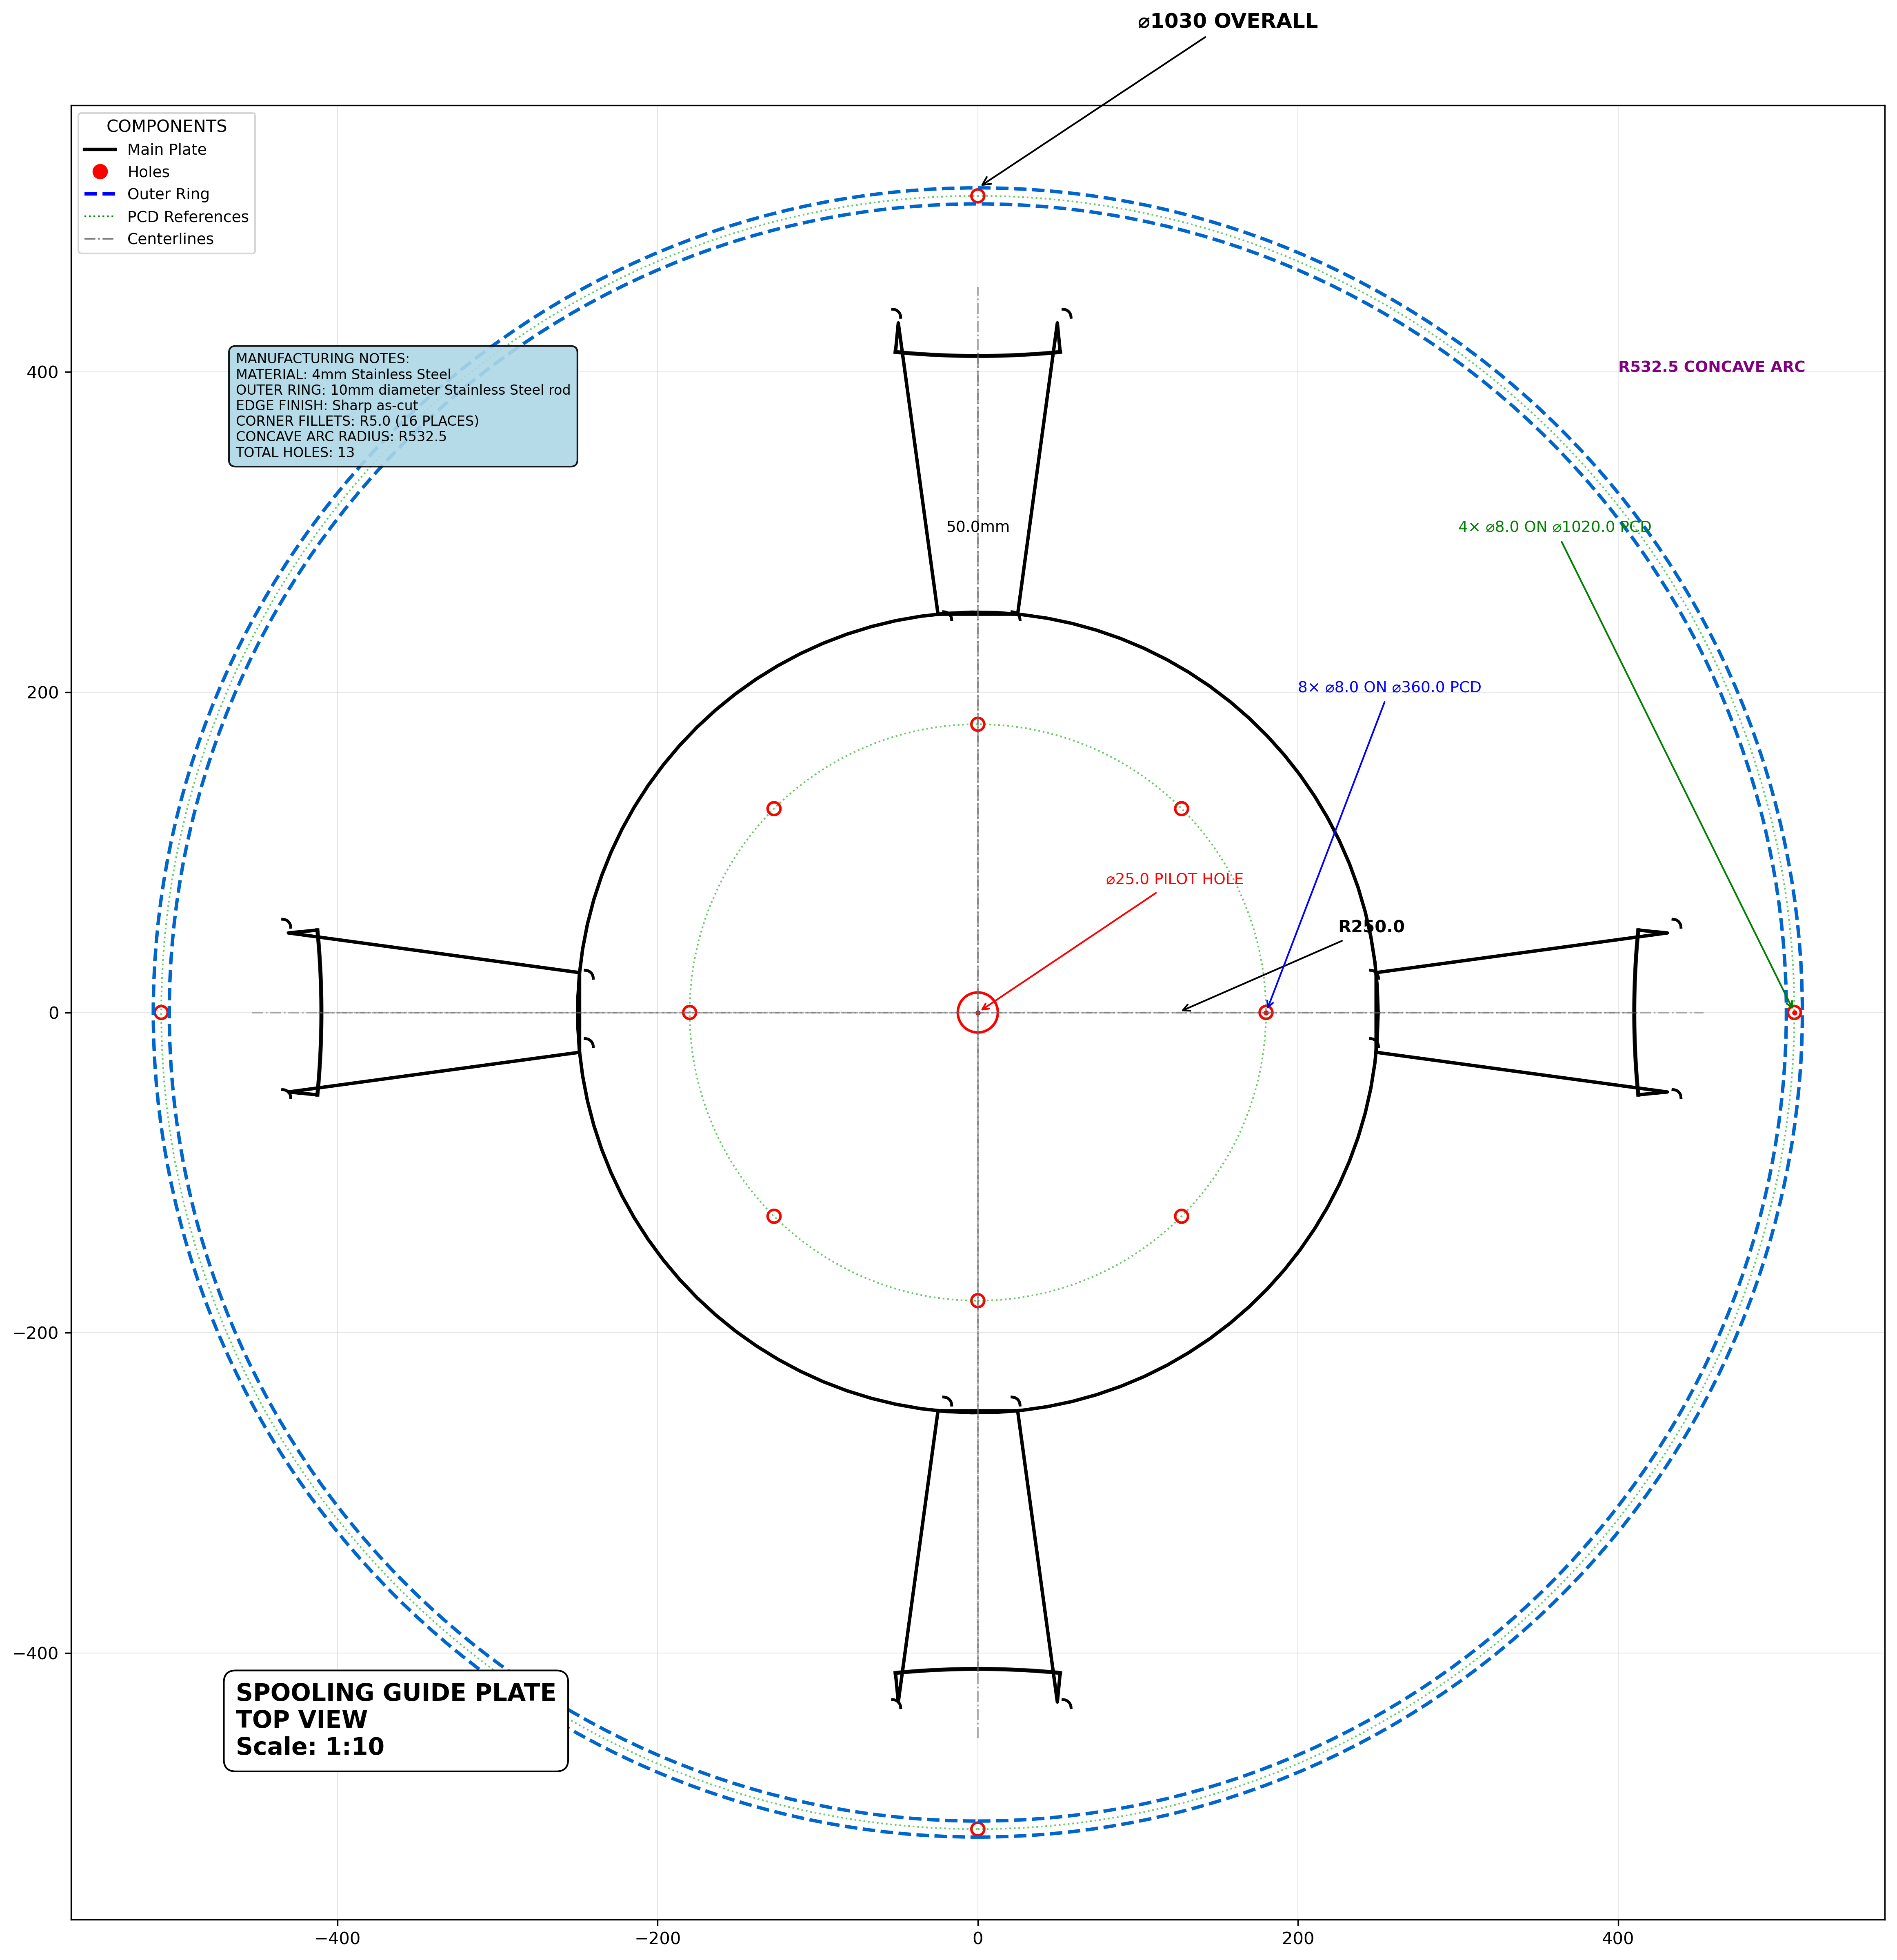 ⌀1030 OVERALL
COMPONENTS
Main Plate
Holes
Outer Ring
PCD References
Centerlines
MANUFACTURING NOTES:
MATERIAL: 4mm Stainless Steel
OUTER RING: 10mm diameter Stainless Steel rod
EDGE FINISH: Sharp as-cut
CORNER FILLETS: R5.0 (16 PLACES)
CONCAVE ARC RADIUS: R532.5
TOTAL HOLES: 13
R532.5 CONCAVE ARC
400
50.0mm
4× ⌀8.0 ON ⌀1020.0 PCD
8× ⌀8.0 ON ⌀360.0 PCD
200
⌀25.0 PILOT HOLE
R250.0
0
−200
−400
SPOOLING GUIDE PLATE
TOP VIEW
Scale: 1:10
−400
−200
0
200
400